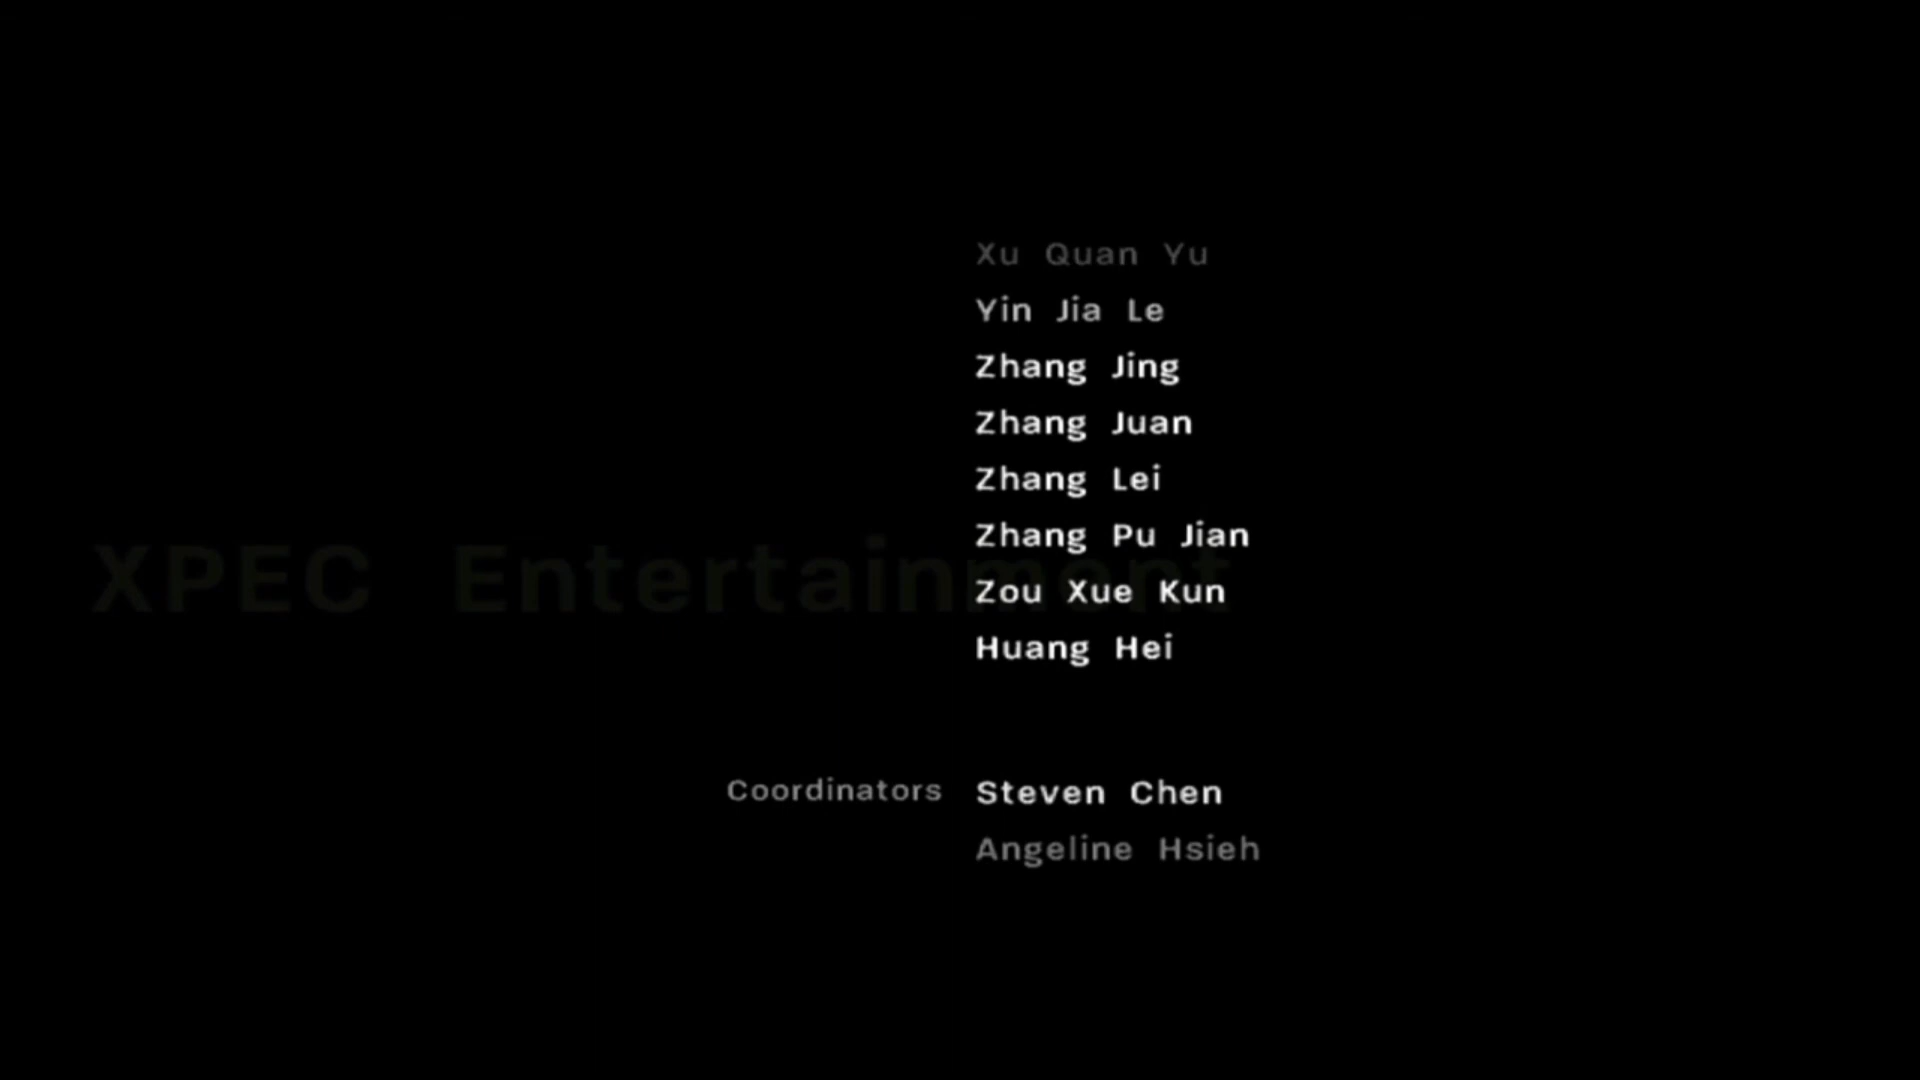 Xu Quan Yu
Yin Jia Le
Zhang Jing
Zhang Juan
Zhang Lei
Zhang Pu Jian
XPEC Entertainment
Zou Xue Kun
Huang Hei
Coordinators Steven Chen
Angeline Hsieh